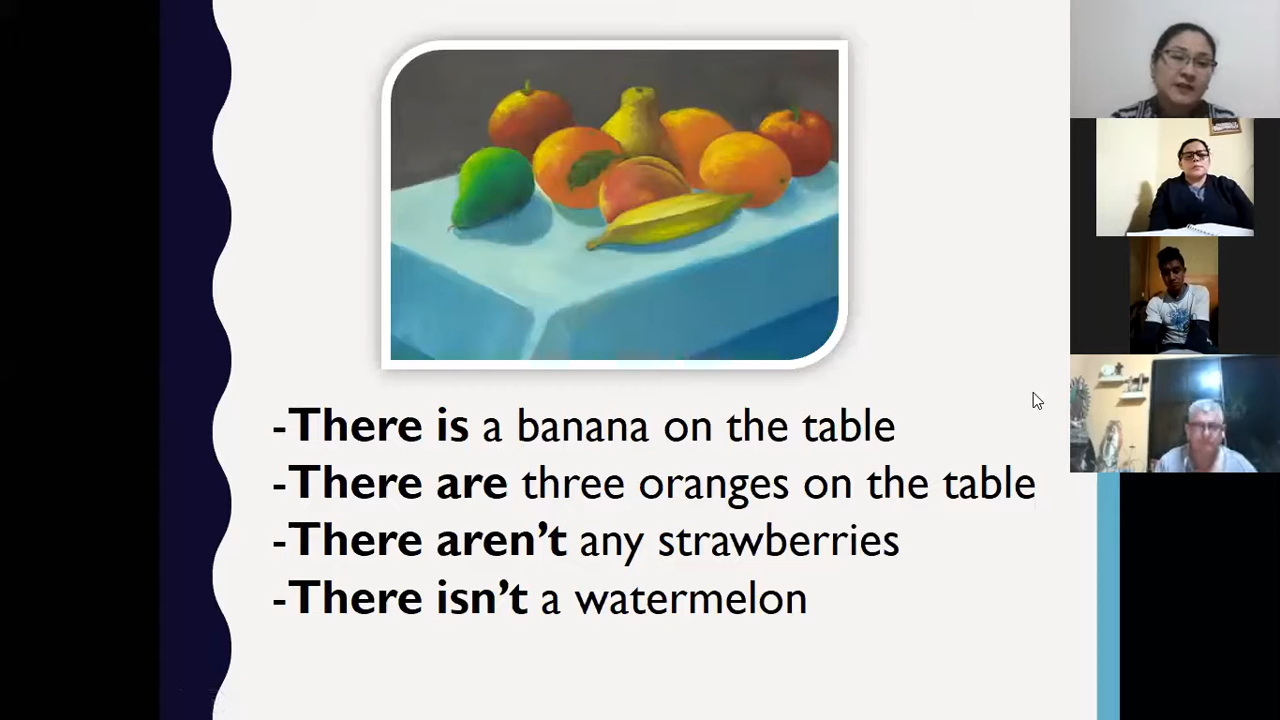 -There is a banana on the table
-There are three oranges on the table
-There aren’t any strawberries
-There isn’t a watermelon